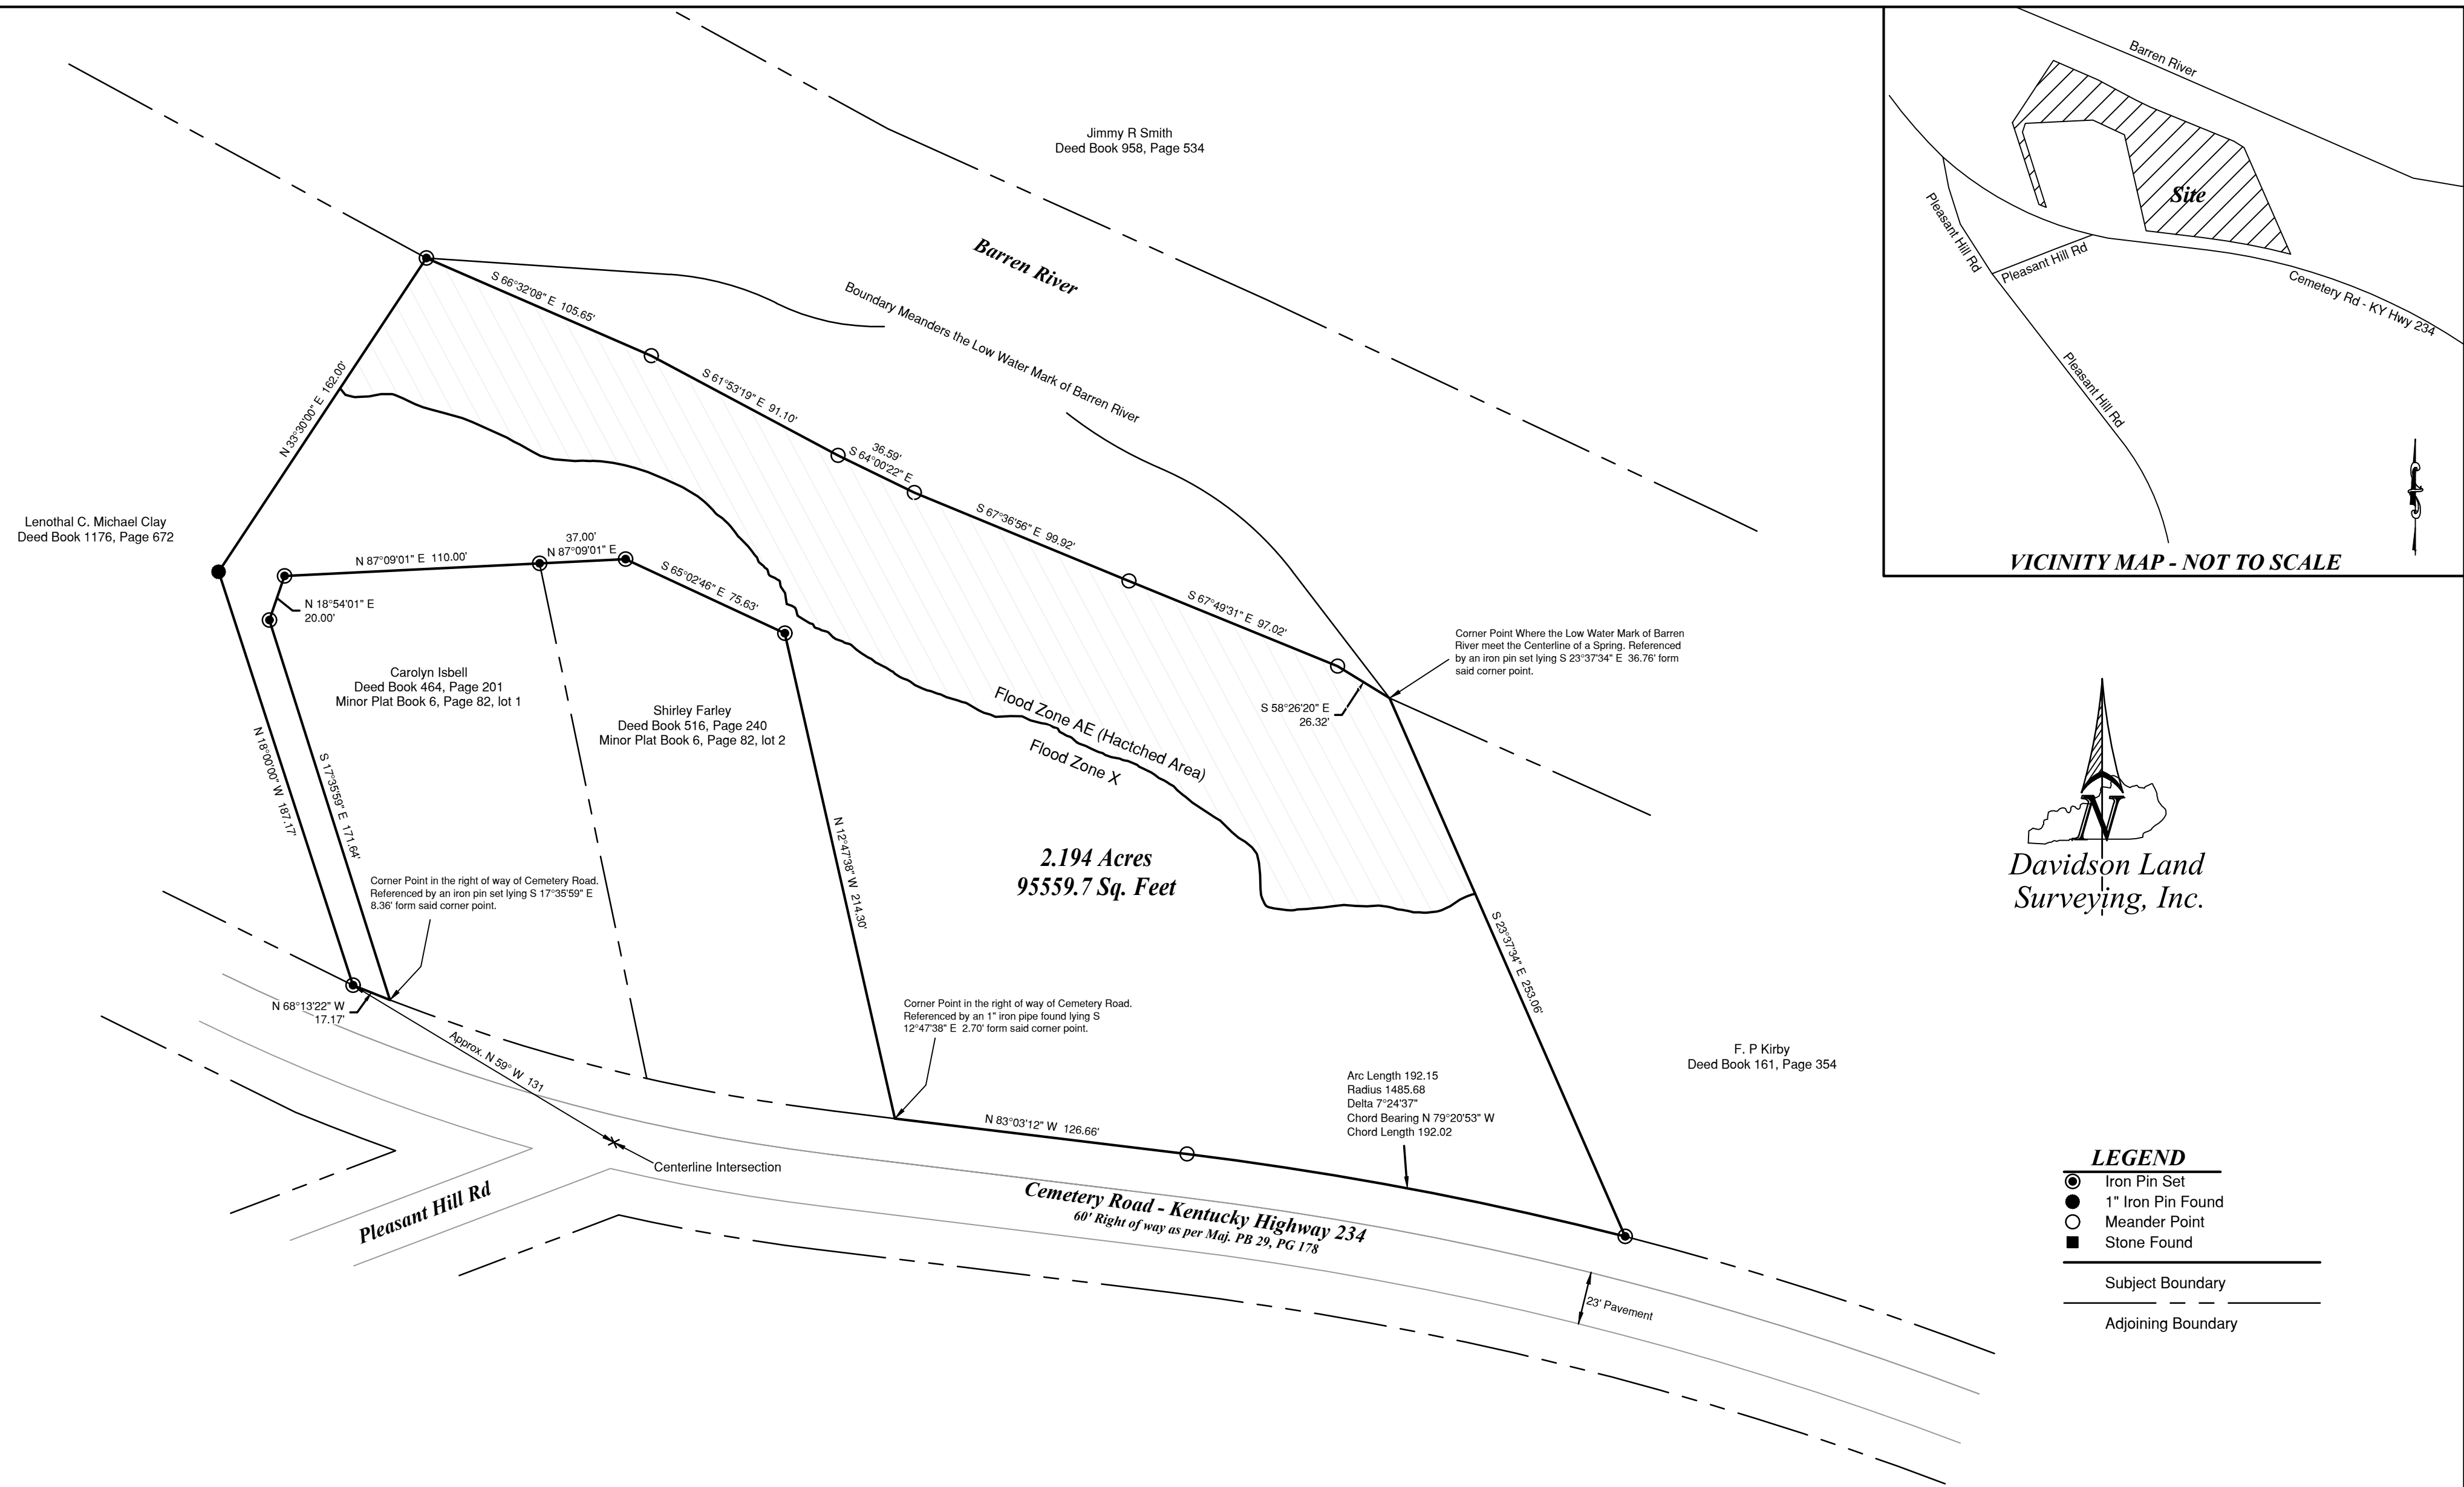 Barren River
Site
Pleasant Hill Rd
Pleasant Hill Rd
Cemetery Rd - KY Hwy 234
Pleasant Hill Rd
VICINITY MAP - NOT TO SCALE
Jimmy R Smith
Deed Book 958, Page 534
Barren River
Boundary Meanders the Low Water Mark of Barren River
S 66°32'08" E 105.65'
S 61°53'19" E 91.10'
36.59'
S 64°00'22" E
S 67°36'56" E 99.92'
S 67°49'31" E 97.02'
S 58°26'20" E
26.32'
Corner Point Where the Low Water Mark of Barren
River meet the Centerline of a Spring. Referenced
by an iron pin set lying S 23°37'34" E 36.76' form
said corner point.
N 33°30'00" E 162.00'
Lenothal C. Michael Clay
Deed Book 1176, Page 672
N 87°09'01" E 110.00'
37.00'
N 87°09'01" E
S 65°02'46" E 75.63'
N 18°54'01" E
20.00'
Carolyn Isbell
Deed Book 464, Page 201
Minor Plat Book 6, Page 82, lot 1
Shirley Farley
Deed Book 516, Page 240
Minor Plat Book 6, Page 82, lot 2
Flood Zone AE (Hactched Area)
Flood Zone X
N 18°00'00" W 187.17'
S 17°35'59" E 171.64'
N 12°47'38" W 214.30'
2.194 Acres
95559.7 Sq. Feet
S 23°37'34" E 253.06'
Corner Point in the right of way of Cemetery Road.
Referenced by an iron pin set lying S 17°35'59" E
8.36' form said corner point.
N 68°13'22" W
17.17'
Approx. N 59° W 131
Centerline Intersection
Corner Point in the right of way of Cemetery Road.
Referenced by an 1" iron pipe found lying S
12°47'38" E 2.70' form said corner point.
N 83°03'12" W 126.66'
Arc Length 192.15
Radius 1485.68
Delta 7°24'37"
Chord Bearing N 79°20'53" W
Chord Length 192.02
F. P Kirby
Deed Book 161, Page 354
Pleasant Hill Rd
Cemetery Road - Kentucky Highway 234
60' Right of way as per Maj. PB 29, PG 178
23' Pavement
N
Davidson Land
Surveying, Inc.
LEGEND
Iron Pin Set
1" Iron Pin Found
Meander Point
Stone Found
Subject Boundary
Adjoining Boundary